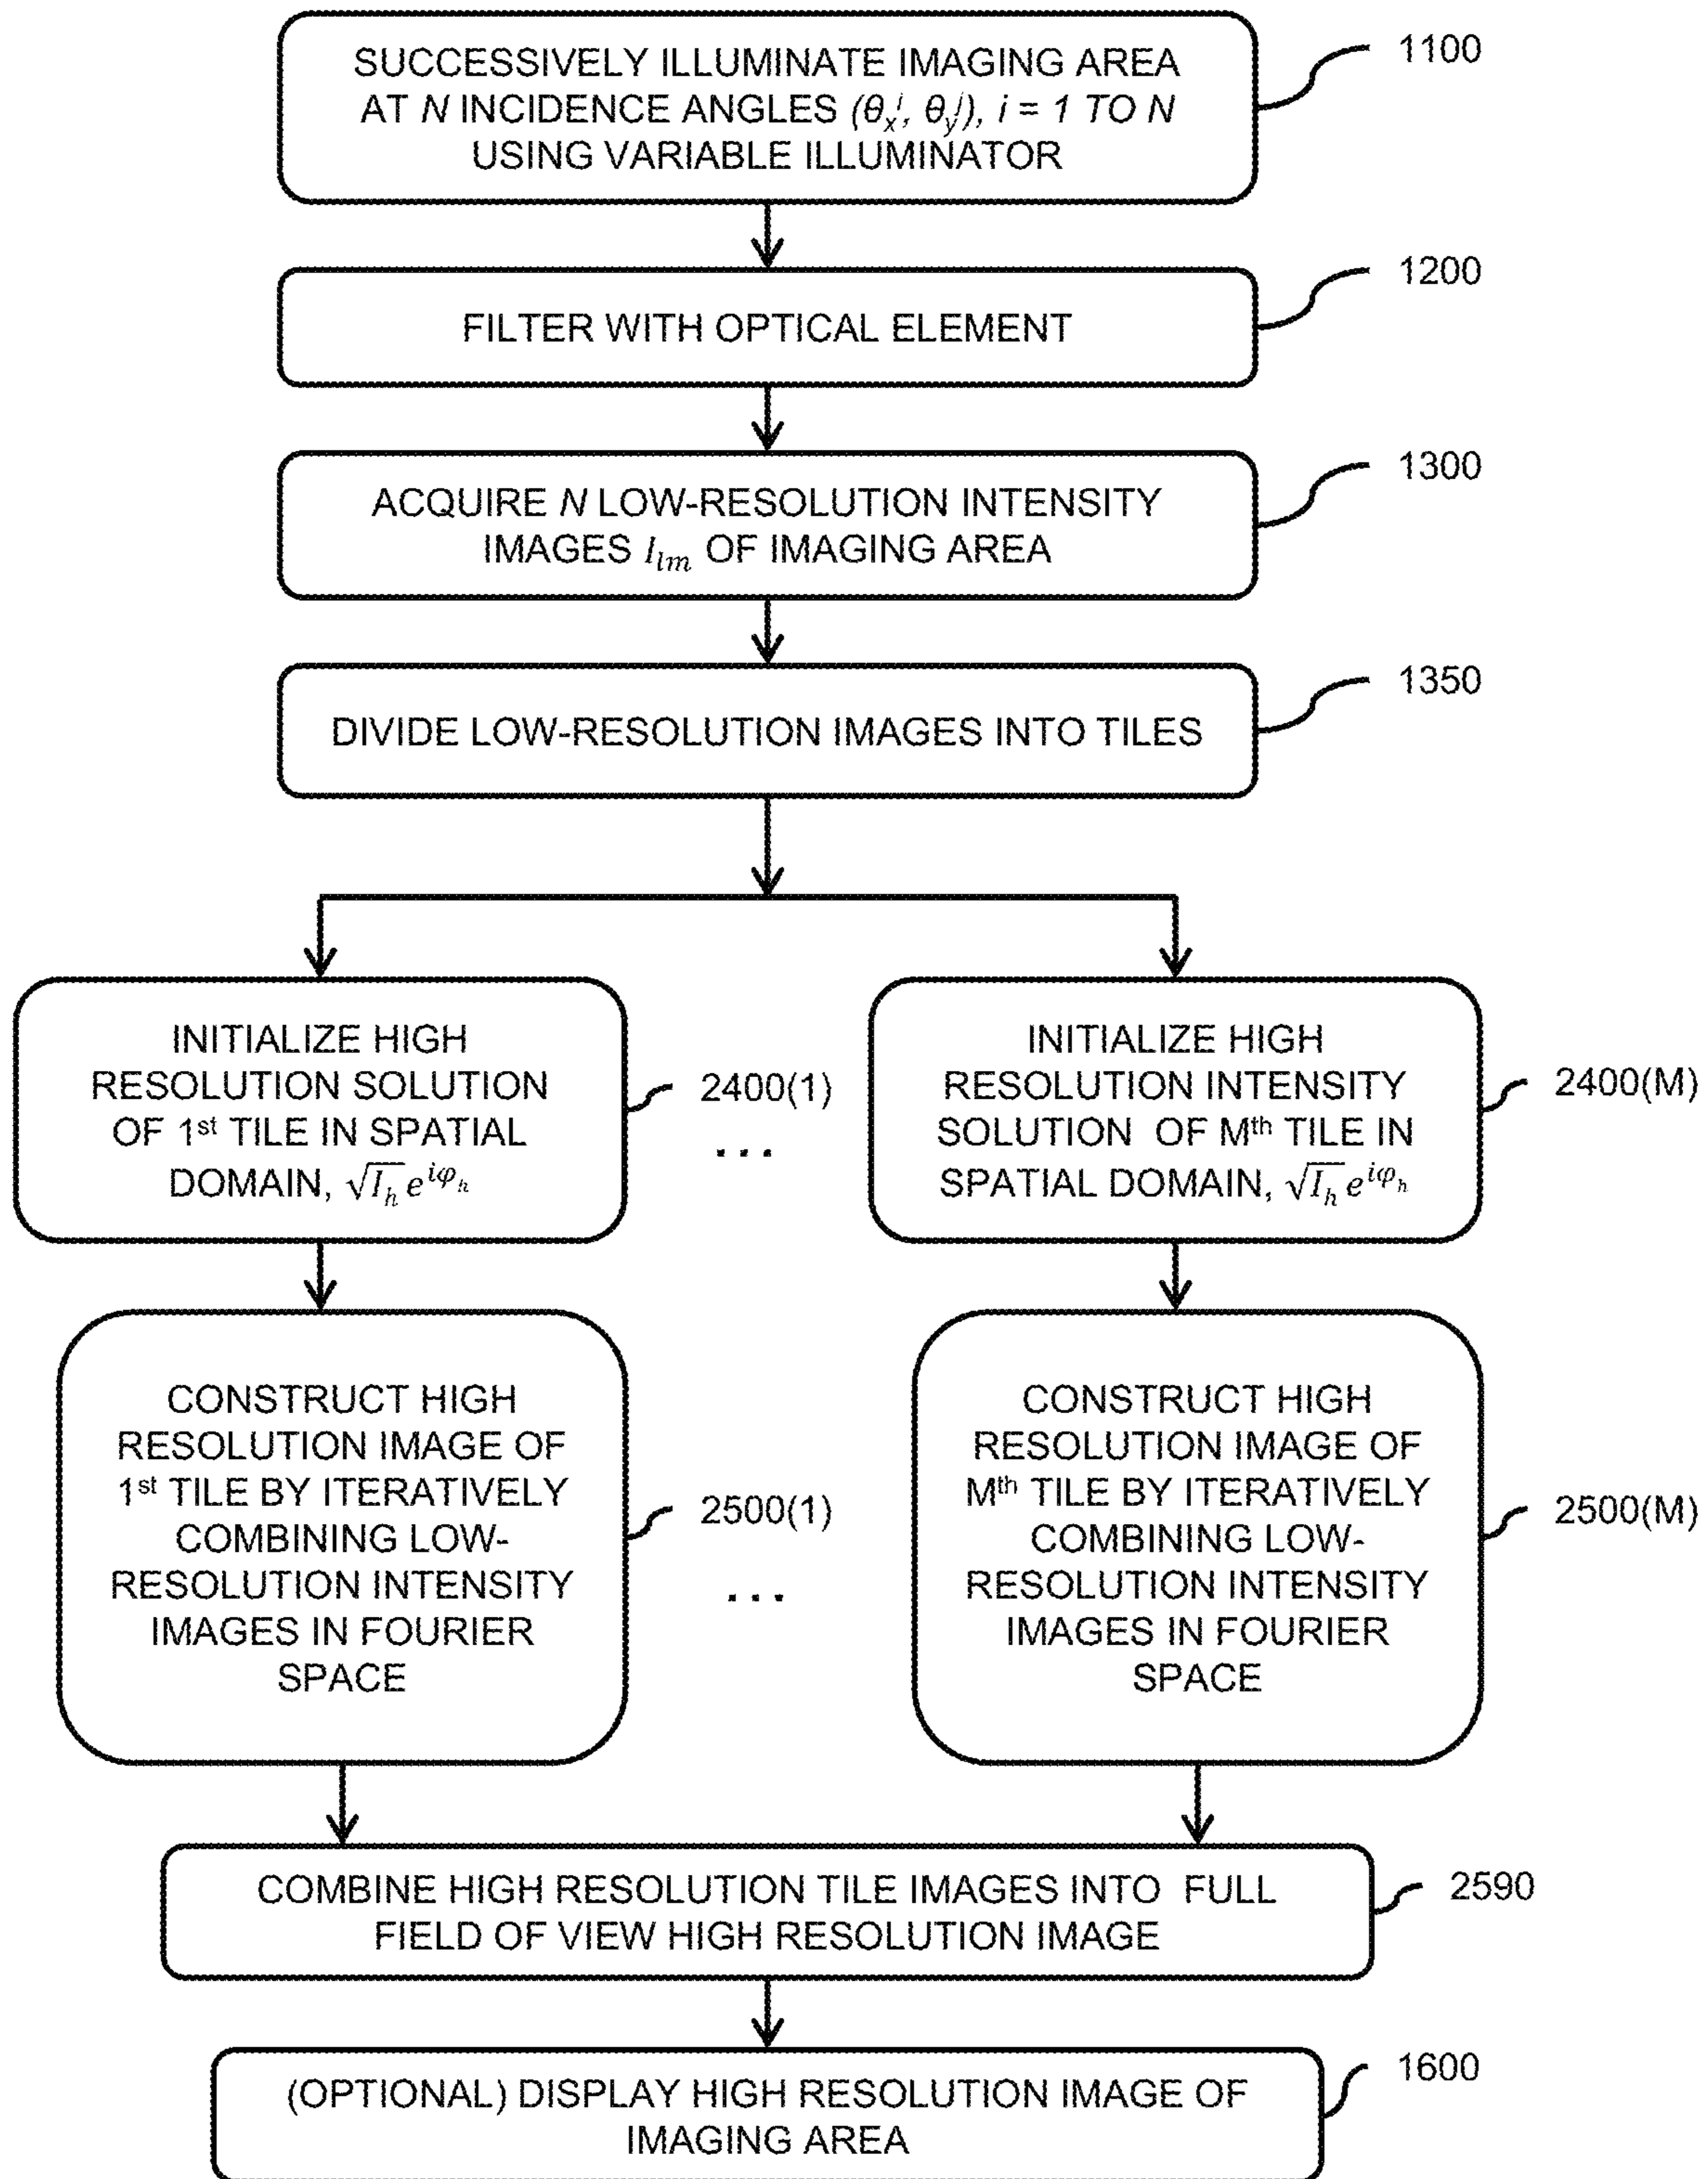 SUCCESSIVELY ILLUMINATE IMAGING AREA
AT N INCIDENCE ANGLES (θₓⁱ, θᵧʲ), i = 1 TO N
USING VARIABLE ILLUMINATOR
1100
FILTER WITH OPTICAL ELEMENT
1200
ACQUIRE N LOW-RESOLUTION INTENSITY
IMAGES Iₗₘ OF IMAGING AREA
1300
DIVIDE LOW-RESOLUTION IMAGES INTO TILES
1350
INITIALIZE HIGH
RESOLUTION SOLUTION
OF 1st TILE IN SPATIAL
DOMAIN, √Iₕ e^{iφₕ}
2400(1)
...
INITIALIZE HIGH
RESOLUTION INTENSITY
SOLUTION OF Mth TILE IN
SPATIAL DOMAIN, √Iₕ e^{iφₕ}
2400(M)
CONSTRUCT HIGH
RESOLUTION IMAGE OF
1st TILE BY ITERATIVELY
COMBINING LOW-
RESOLUTION INTENSITY
IMAGES IN FOURIER
SPACE
2500(1)
...
CONSTRUCT HIGH
RESOLUTION IMAGE OF
Mth TILE BY ITERATIVELY
COMBINING LOW-
RESOLUTION INTENSITY
IMAGES IN FOURIER
SPACE
2500(M)
COMBINE HIGH RESOLUTION TILE IMAGES INTO FULL
FIELD OF VIEW HIGH RESOLUTION IMAGE
2590
(OPTIONAL) DISPLAY HIGH RESOLUTION IMAGE OF
IMAGING AREA
1600